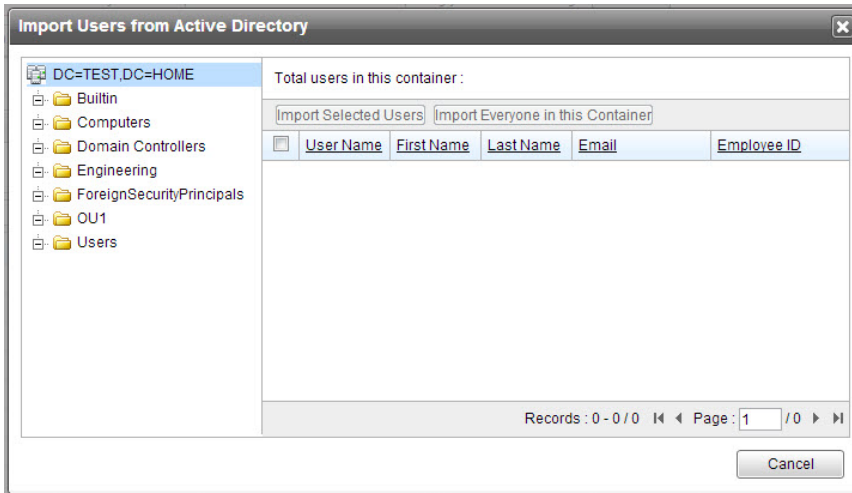 Import Users from Active Directory
DC=TEST,DC=HOME
Builtin
Computers
Domain Controllers
Engineering
ForeignSecurityPrincipals
OU1
Users
Total users in this container :
Import Selected Users Import Everyone in this Container
User Name First Name Last Name Email Employee ID
Records : 0 - 0 / 0 Page : 1 / 0
Cancel